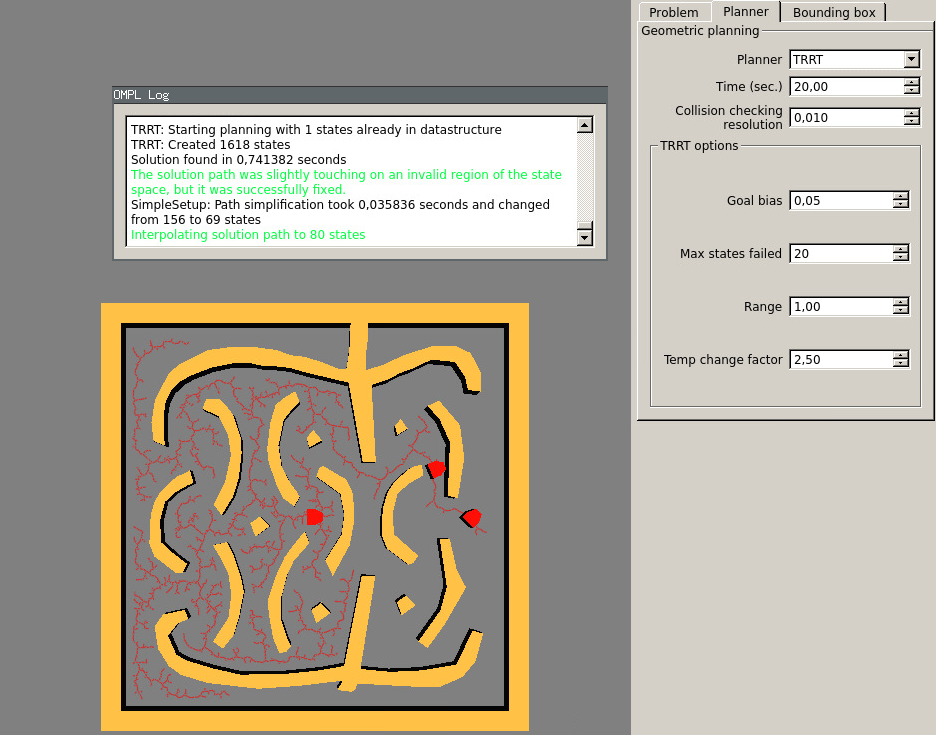 Problem
Planner
Bounding box
Geometric planning
Planner
TRRT
Time (sec.)
20,00
Collision checking
resolution
0,010
TRRT options
Goal bias
0,05
Max states failed
20
Range
1,00
Temp change factor
2,50
OMPL Log
TRRT: Starting planning with 1 states already in datastructure
TRRT: Created 1618 states
Solution found in 0,741382 seconds
The solution path was slightly touching on an invalid region of the state
space, but it was successfully fixed.
SimpleSetup: Path simplification took 0,035836 seconds and changed
from 156 to 69 states
Interpolating solution path to 80 states